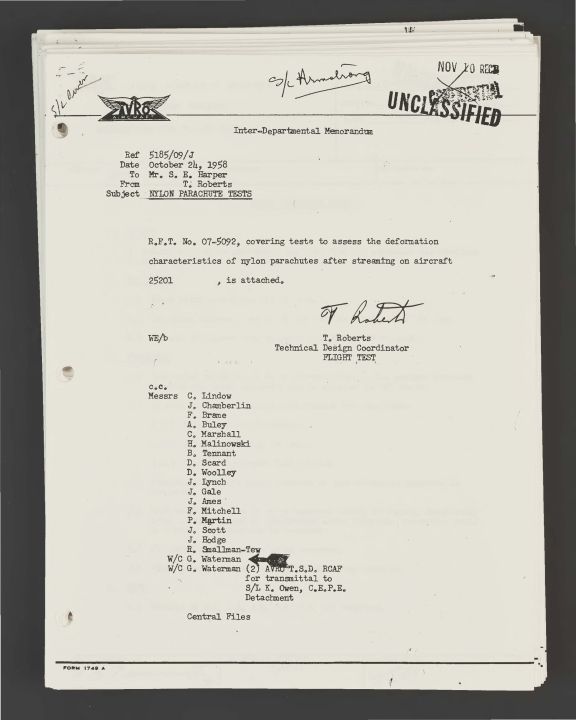 S/L Owen
S/L Armstrong
NOV 10 REC'D
CONFIDENTIAL
UNCLASSIFIED
AVRO
AIRCRAFT
Inter-Departmental Memorandum
Ref 5185/09/J
Date October 24, 1958
To Mr. S. E. Harper
From T. Roberts
Subject NYLON PARACHUTE TESTS
R.F.T. No. 07-5092, covering tests to assess the deformation
characteristics of nylon parachutes after streaming on aircraft
25201 , is attached.
T Roberts
WE/b T. Roberts
Technical Design Coordinator
FLIGHT TEST
c.c.
Messrs C. Lindow
J. Chamberlin
F. Brame
A. Buley
C. Marshall
H. Malinowski
B. Tennant
D. Scard
D. Woolley
J. Lynch
J. Gale
J. Ames
F. Mitchell
P. Martin
J. Scott
J. Hodge
R. Smallman-Tew
W/C G. Waterman
W/C G. Waterman (2) AVRO T.S.D. RCAF
for transmittal to
S/L K. Owen, C.E.P.E.
Detachment
Central Files
FORM 1749 A